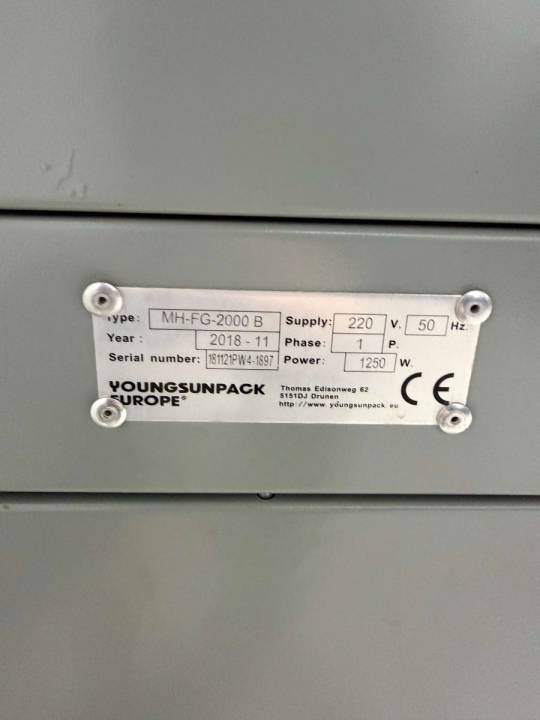 Type: MH-FG-2000 B Supply: 220 V. 50 Hz.
Year: 2018 - 11 Phase: 1 P.
Serial number: 181121PW4-1897 Power: 1250 W.
YOUNGSUNPACK
EUROPE®
Thomas Edisonweg 62
5151DJ Drunen
http://www.youngsunpack.eu
CE